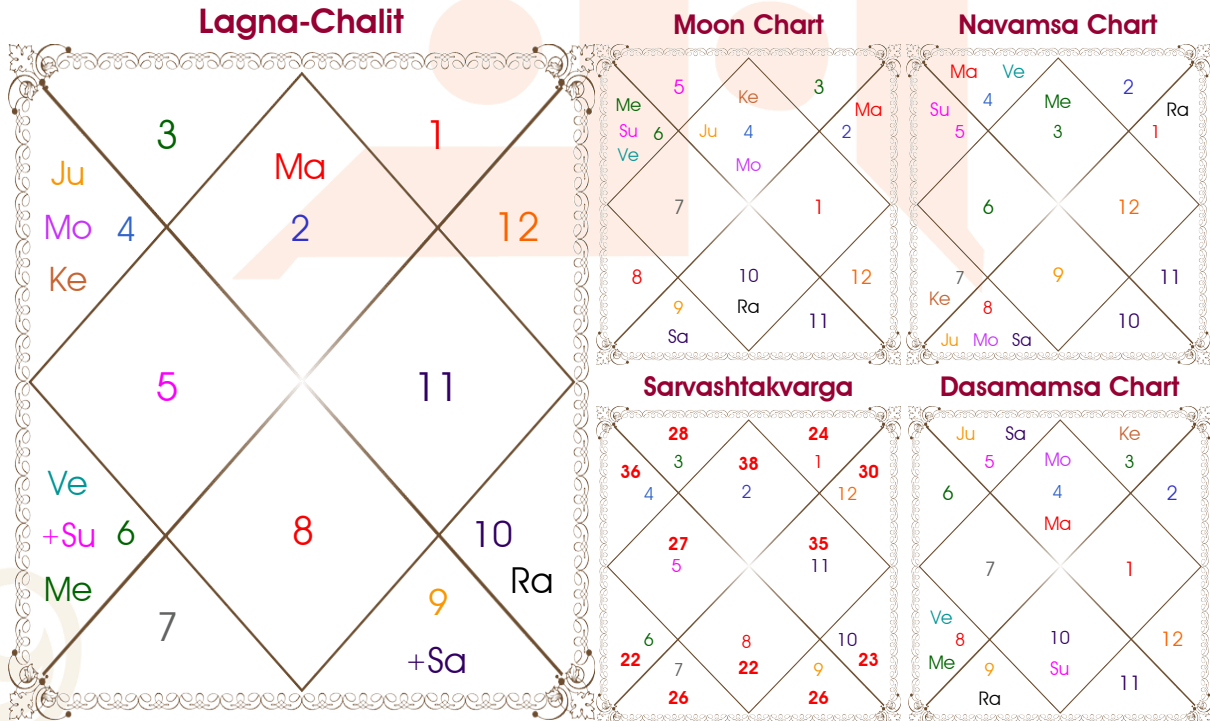 Lagna-Chalit
3
1
Ma
Ju
Mo 4 2 12
Ke
5 11
Ve
+Su 6 8 10
Me Ra
7 9
+Sa
Moon Chart
5 3
Ke
Me Ma
Su 6 Ju 4 2
Ve
Mo
7 1
8 10 12
9 Ra
11
Sa
Navamsa Chart
Ma Ve
4 Me 2
Su Ra
5 3 1
6 12
7 9 11
Ke
8 10
Ju Mo Sa
Sarvashtakvarga
28 24
36 3 38 1 30
4 2 12
27 35
5 11
6 8 10
22 7 22 9 23
26 26
Dasamamsa Chart
Ju Sa Ke
5 Mo 3
6 4 2
Ma
7 1
Ve
8 10 12
Me 9 Su
11
Ra